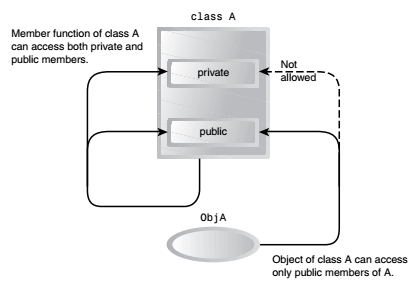 class A
Member function of class A
can access both private and
public members.
private
Not
allowed
public
ObjA
Object of class A can access
only public members of A.